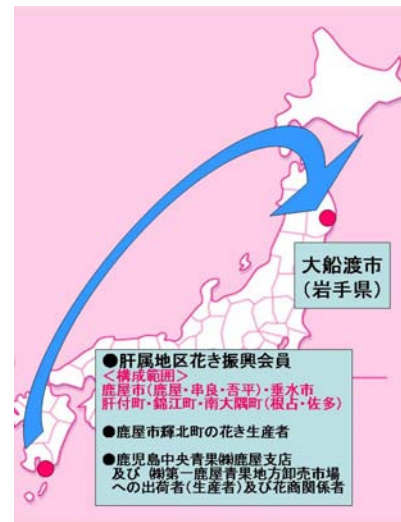 大船渡市
（岩手県）
●肝属地区花き振興会員
＜構成範囲＞
鹿屋市（鹿屋・串良・吾平）・垂水市
肝付町・錦江町・南大隅町（根占・佐多）
●鹿屋市輝北町の花き生産者
●鹿児島中央青果㈱鹿屋支店
及び ㈱第一鹿屋青果地方卸売市場
への出荷者（生産者）及び花商関係者